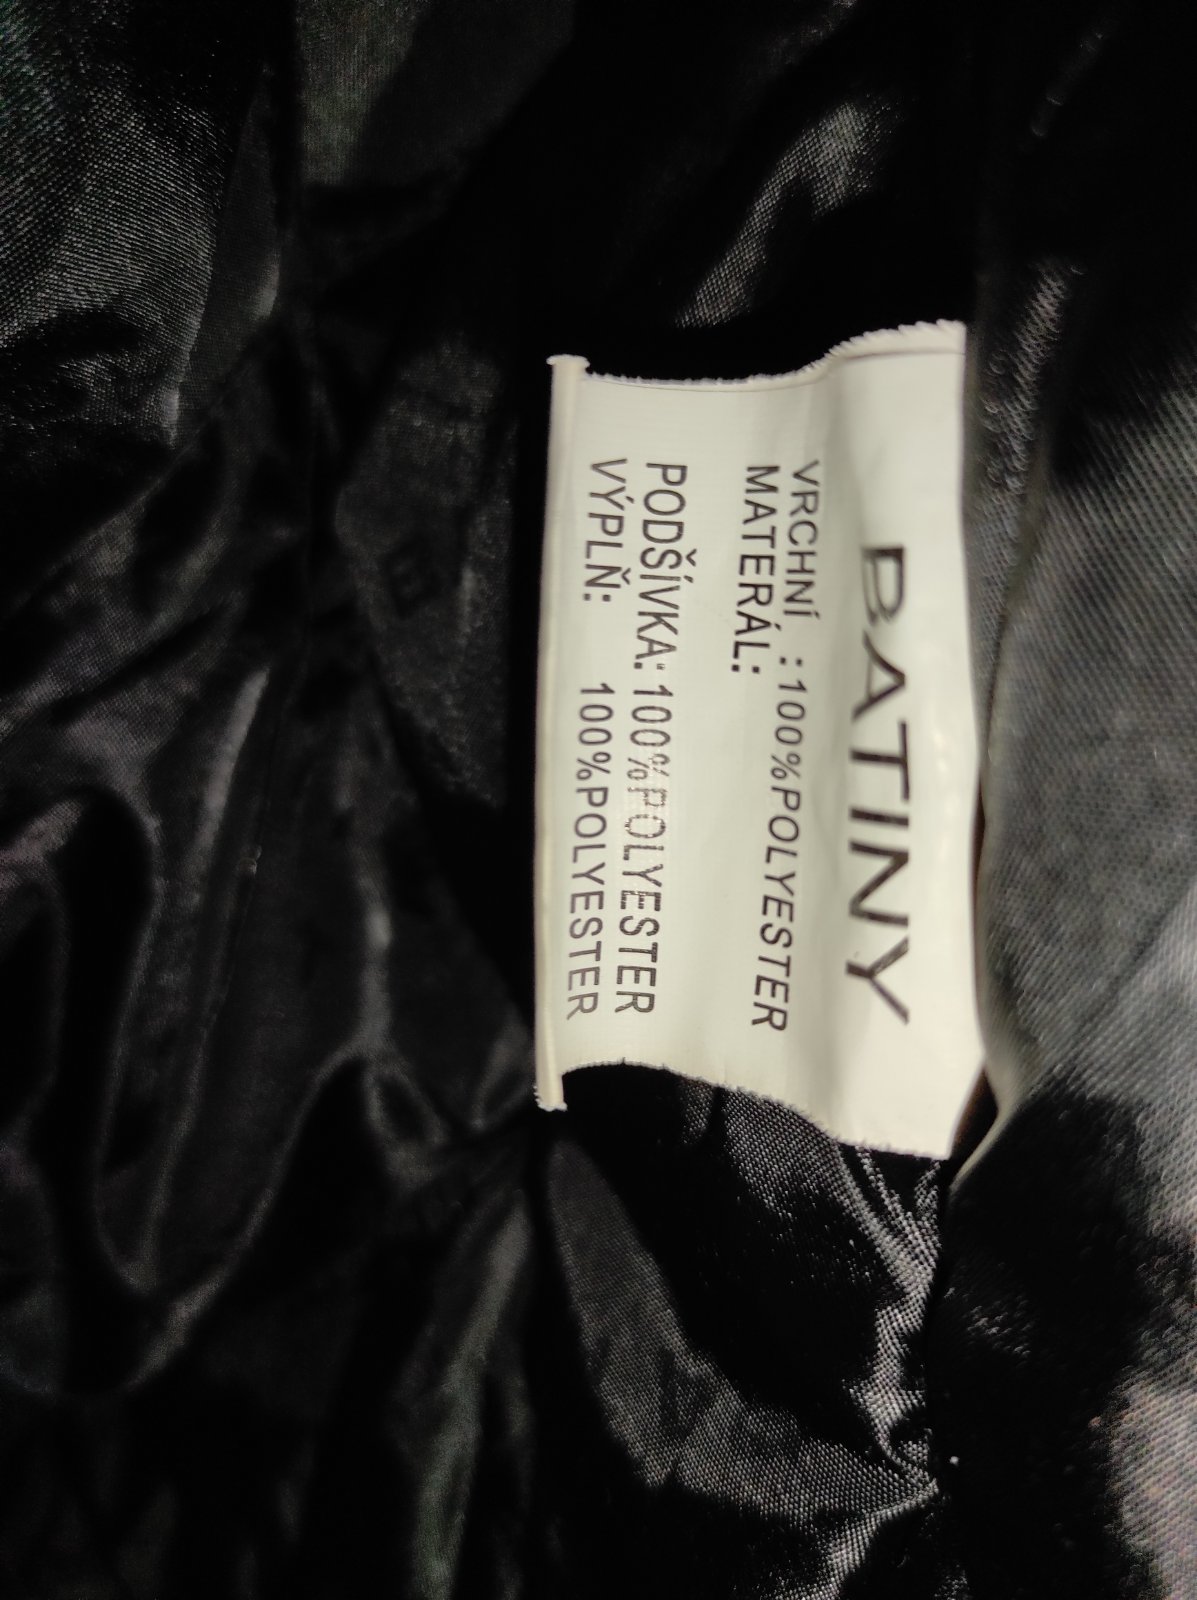 BATINY
VRCHNÍ : 100%POLYESTER
MATERÁL:
PODŠÍVKA: 100%POLYESTER
VÝPLŇ: 100%POLYESTER